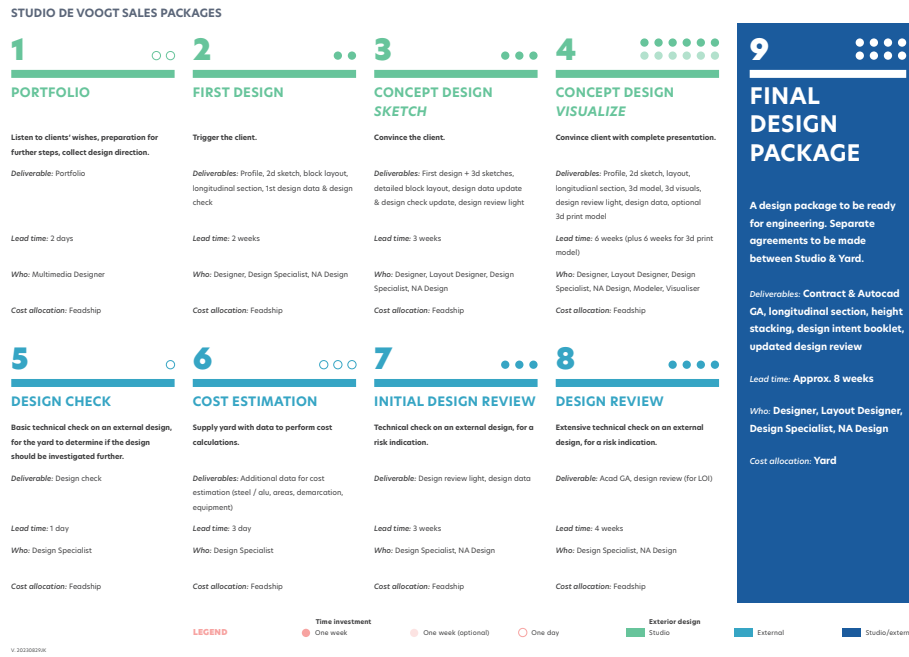 STUDIO DE VOOGT SALES PACKAGES
1
PORTFOLIO
Listen to clients' wishes, preparation for
further steps, collect design direction.
Deliverable: Portfolio
Lead time: 2 days
Who: Multimedia Designer
Cost allocation: Feadship
2
FIRST DESIGN
Trigger the client.
Deliverables: Profile, 2d sketch, block layout,
longitudinal section, 1st design data & design
check
Lead time: 2 weeks
Who: Designer, Design Specialist, NA Design
Cost allocation: Feadship
3
CONCEPT DESIGN
SKETCH
Convince the client.
Deliverables: First design + 3d sketches,
detailed block layout, design data update
& design check update, design review light
Lead time: 3 weeks
Who: Designer, Layout Designer, Design
Specialist, NA Design
Cost allocation: Feadship
4
CONCEPT DESIGN
VISUALIZE
Convince client with complete presentation.
Deliverables: Profile, 2d sketch, layout,
longitudianl section, 3d model, 3d visuals,
design review light, design data, optional
3d print model
Lead time: 6 weeks (plus 6 weeks for 3d print
model)
Who: Designer, Layout Designer, Design
Specialist, NA Design, Modeler, Visualiser
Cost allocation: Feadship
5
DESIGN CHECK
Basic technical check on an external design,
for the yard to determine if the design
should be investigated further.
Deliverable: Design check
Lead time: 1 day
Who: Design Specialist
Cost allocation: Feadship
6
COST ESTIMATION
Supply yard with data to perform cost
calculations.
Deliverables: Additional data for cost
estimation (steel / alu, areas, demarcation,
equipment)
Lead time: 3 day
Who: Design Specialist
Cost allocation: Feadship
7
INITIAL DESIGN REVIEW
Technical check on an external design, for a
risk indication.
Deliverable: Design review light, design data
Lead time: 3 weeks
Who: Design Specialist, NA Design
Cost allocation: Feadship
8
DESIGN REVIEW
Extensive technical check on an external
design, for a risk indication.
Deliverable: Acad GA, design review (for LOI)
Lead time: 4 weeks
Who: Design Specialist, NA Design
Cost allocation: Feadship
9
FINAL
DESIGN
PACKAGE
A design package to be ready
for engineering. Separate
agreements to be made
between Studio & Yard.
Deliverables: Contract & Autocad
GA, longitudinal section, height
stacking, design intent booklet,
updated design review
Lead time: Approx. 8 weeks
Who: Designer, Layout Designer,
Design Specialist, NA Design
Cost allocation: Yard
LEGEND
Time investment
One week
One week (optional)
One day
Exterior design
Studio
External
Studio/extern
V. 20230829JK